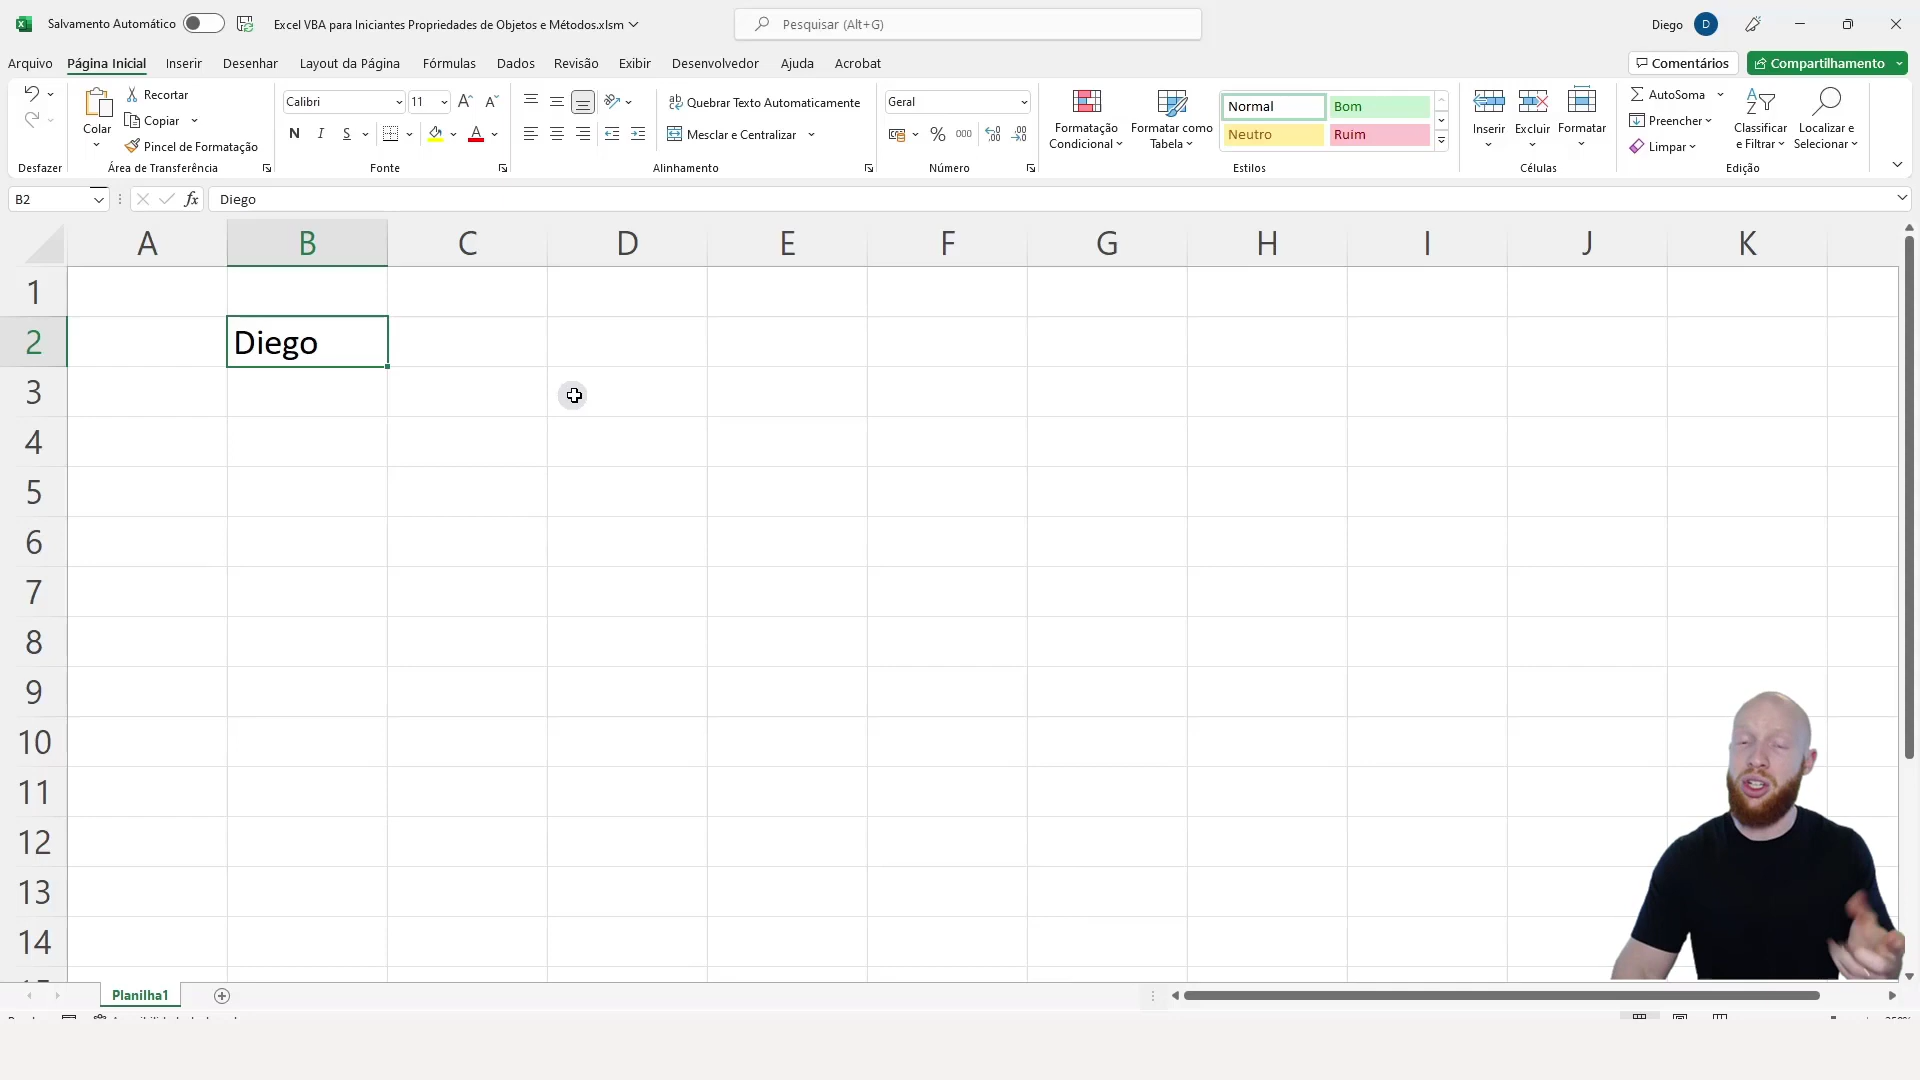 Salvamento Automático
Excel VBA para Iniciantes Propriedades de Objetos e Métodos.xlsm
Pesquisar (Alt+G)
Diego
D
Arquivo
Página Inicial
Inserir
Desenhar
Layout da Página
Fórmulas
Dados
Revisão
Exibir
Desenvolvedor
Ajuda
Acrobat
Comentários
Compartilhamento
Colar
Recortar
Copiar
Pincel de Formatação
Calibri
11
N
I
S
Quebrar Texto Automaticamente
Mesclar e Centralizar
Geral
%
000
Formatação
Condicional
Formatar como
Tabela
Normal
Bom
Neutro
Ruim
Inserir
Excluir
Formatar
AutoSoma
Preencher
Limpar
Classificar
e Filtrar
Localizar e
Selecionar
Desfazer
Área de Transferência
Fonte
Alinhamento
Número
Estilos
Células
Edição
B2
fx
Diego
A B C D E F G H I J K
1
2 Diego
3
4
5
6
7
8
9
10
11
12
13
14
Planilha1